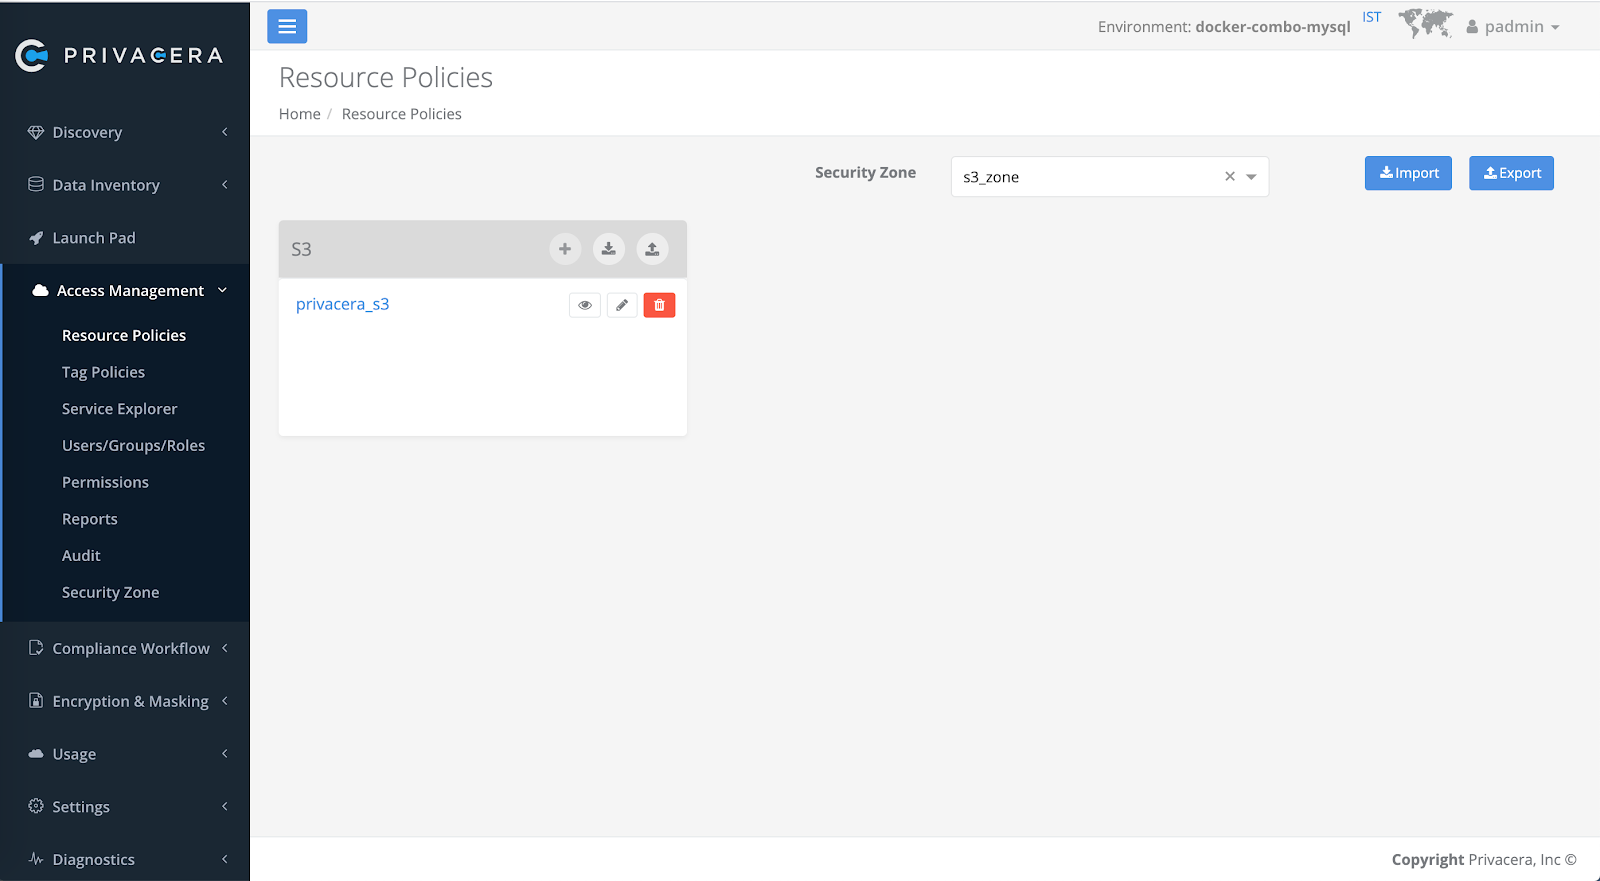 PRIVACERA
Discovery
Data Inventory
Launch Pad
Access Management
Resource Policies
Tag Policies
Service Explorer
Users/Groups/Roles
Permissions
Reports
Audit
Security Zone
Compliance Workflow
Encryption & Masking
Usage
Settings
Diagnostics
Environment: docker-combo-mysql IST padmin
Resource Policies
Home / Resource Policies
Security Zone s3_zone Import Export
S3
privacera_s3
Copyright Privacera, Inc ©